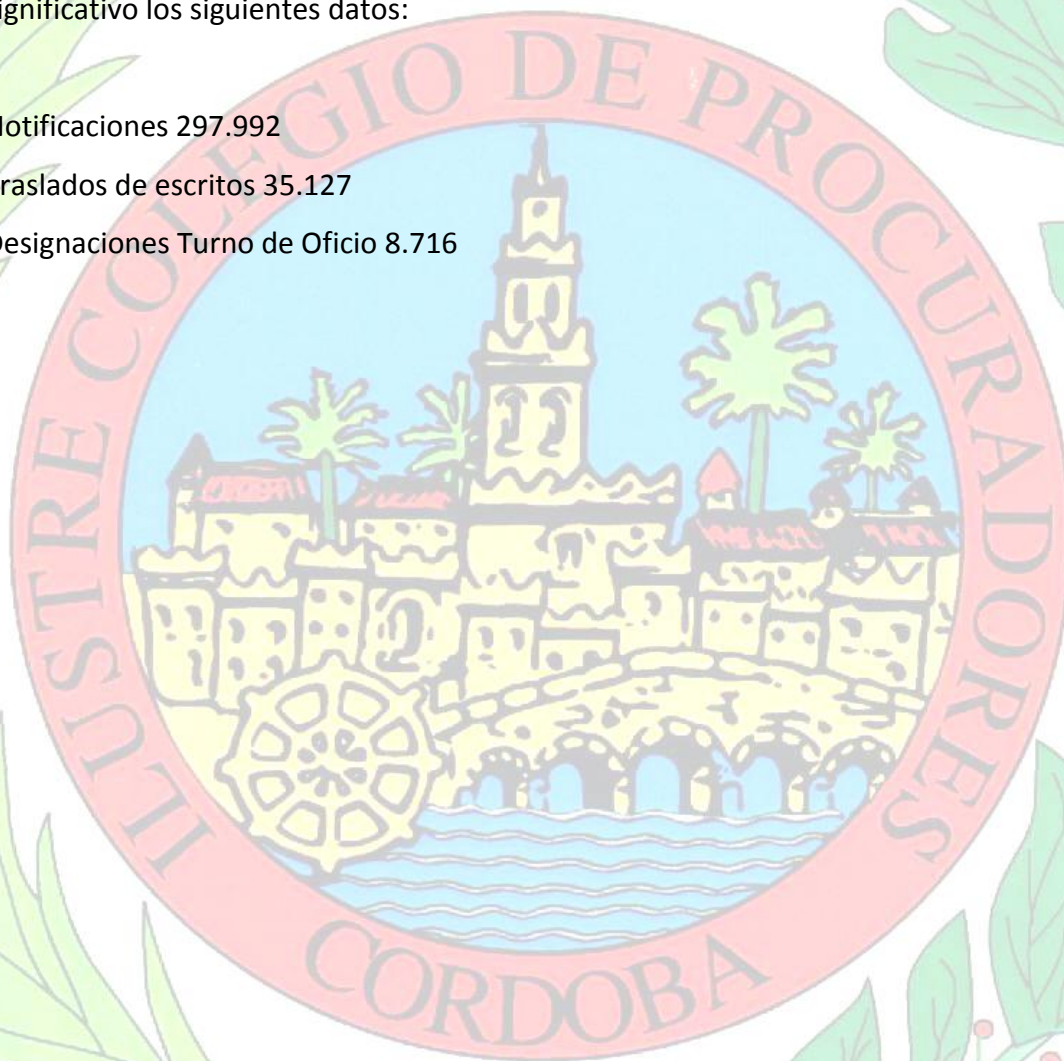 ignificativo los siguientes datos:
Notificaciones 297.992
raslados de escritos 35.127
Designaciones Turno de Oficio 8.716
ILUSTRE COLEGIO DE PROCURADORES
CORDOBA